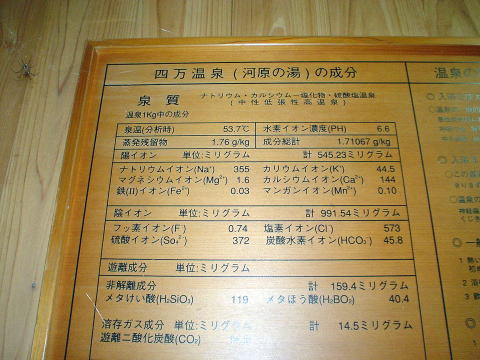 四万温泉(河原の湯)の成分
泉質 ナトリウム・カルシウムー塩化物・硫酸塩温泉
(中性低張性高温泉)
温泉1Kg中の成分
泉温(分析時) 53.7℃ 水素イオン濃度(PH) 6.6
蒸発残留物 1.76 g/kg 成分総計 1.71067 g/kg
陽イオン 単位:ミリグラム 計 545.23ミリグラム
ナトリウムイオン(Na⁺) 355 カリウムイオン(K⁺) 44.5
マグネシウムイオン(Mg²⁺) 1.6 カルシウムイオン(Ca²⁺) 144
鉄(II)イオン(Fe²⁺) 0.03 マンガンイオン(Mn²⁺) 0.10
陰イオン 単位:ミリグラム 計 991.54ミリグラム
フッ素イオン(F⁻) 0.74 塩素イオン(Cl⁻) 573
硫酸イオン(So₄²⁻) 372 炭酸水素イオン(HCO₃⁻) 45.8
遊離成分 単位:ミリグラム
非解離成分 計 159.4ミリグラム
メタけい酸(H₂SiO₃) 119 メタほう酸(H₂BO₂) 40.4
溶存ガス成分 単位:ミリグラム 計 14.5ミリグラム
遊離二酸化炭素(CO₂)
温泉の